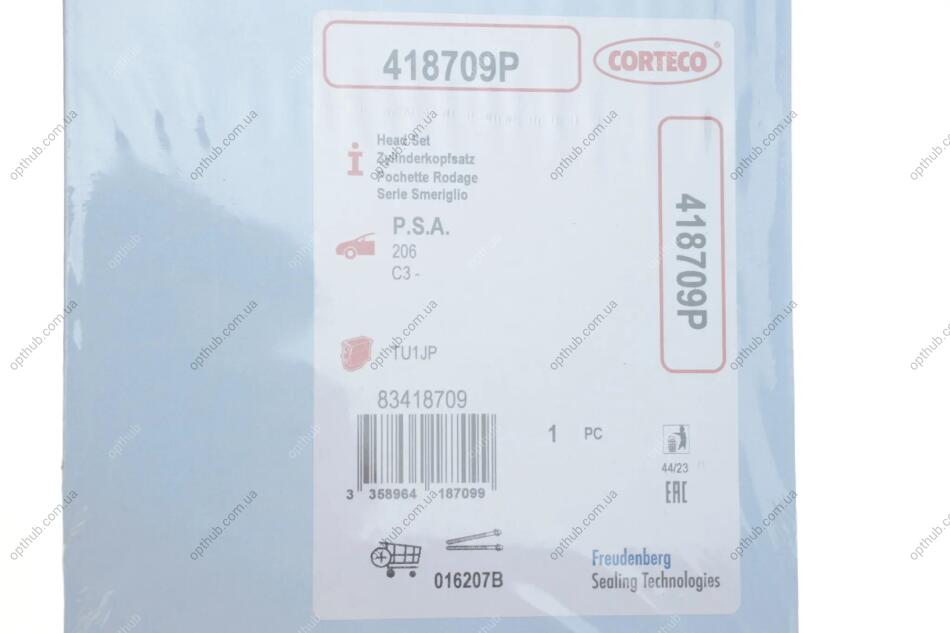 418709P
CORTECO
Head Set
Zylinderkopfsatz
Pochette Rodage
Serie Smeriglio
P.S.A.
206
C3 -
418709P
TU1JP
83418709
1 PC
3 358964 187099
44/23
EAC
016207B
Freudenberg
Sealing Technologies
opthub.com.ua